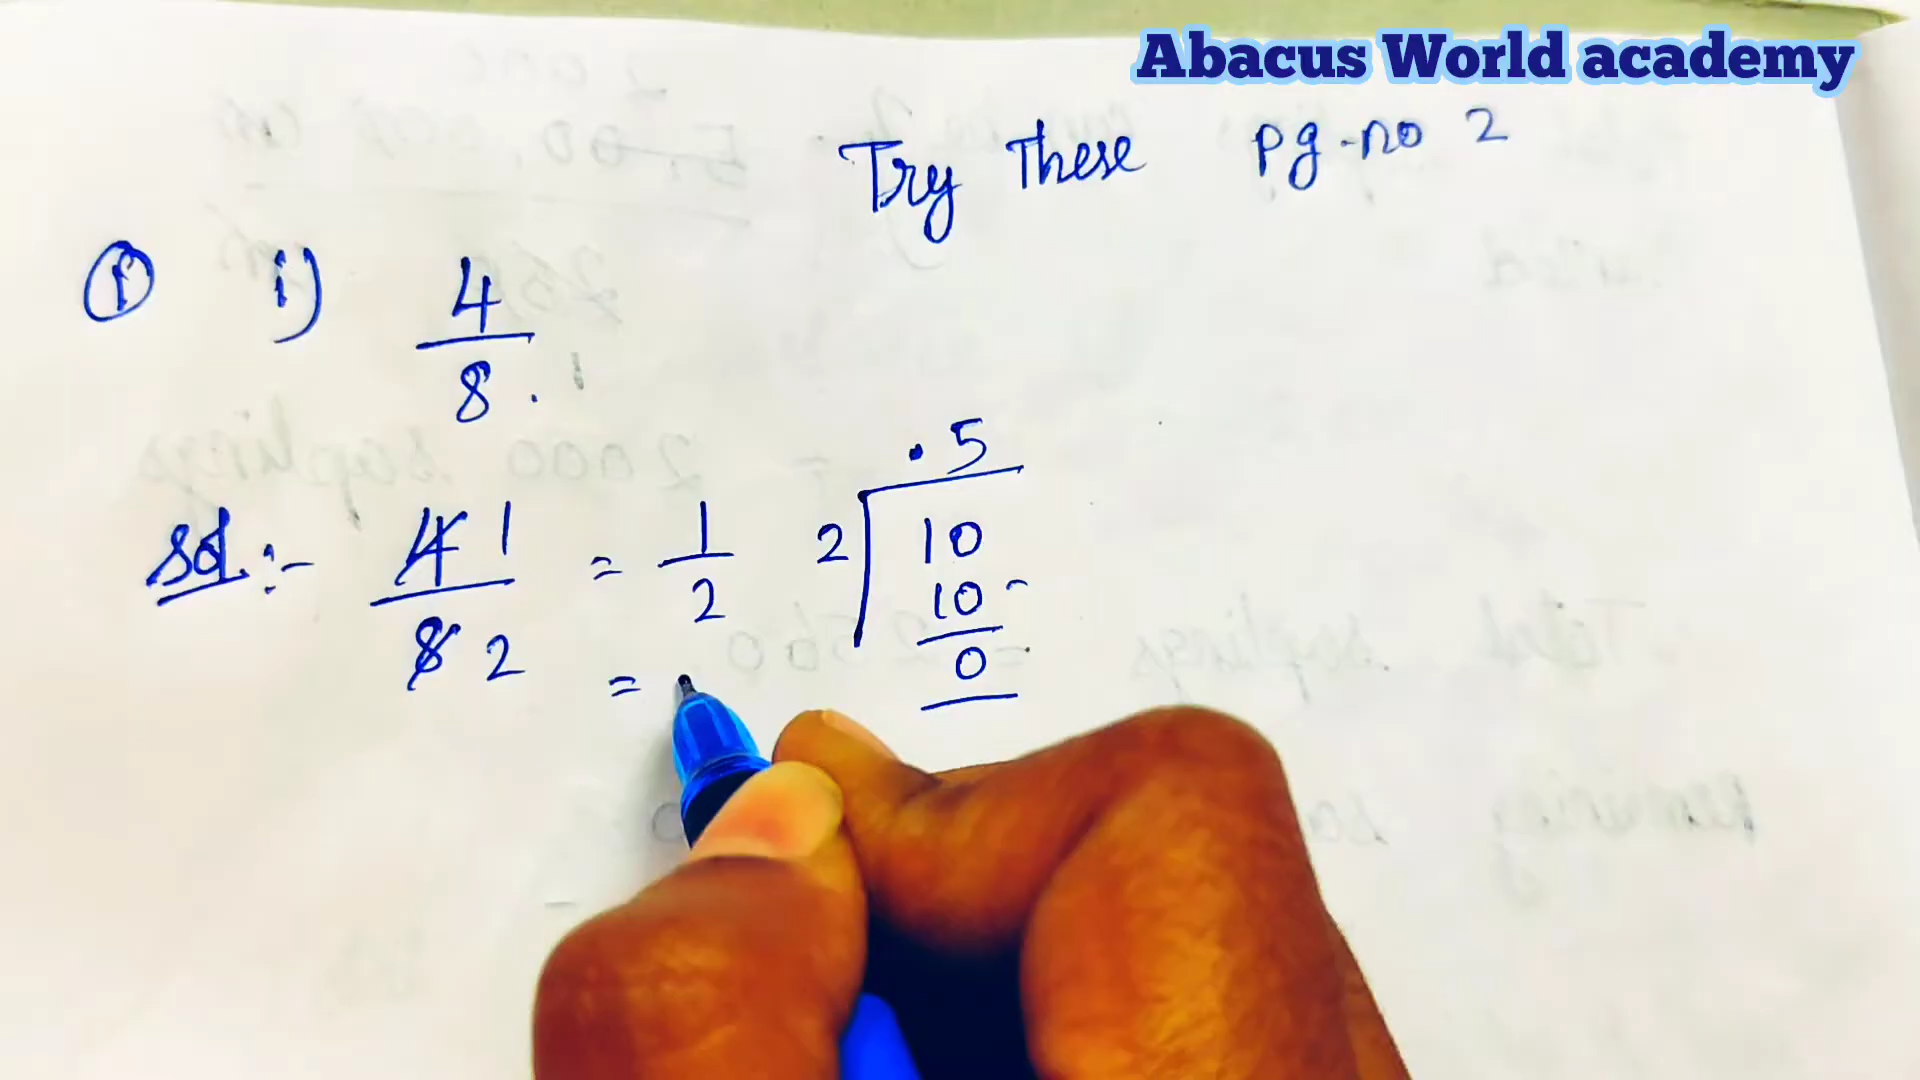 Abacus World academy
Try These pg.no 2
① i) 4/8.
.5
Sol:- 4 1 / 8 2 = 1/2 2 10
10 -
= 0